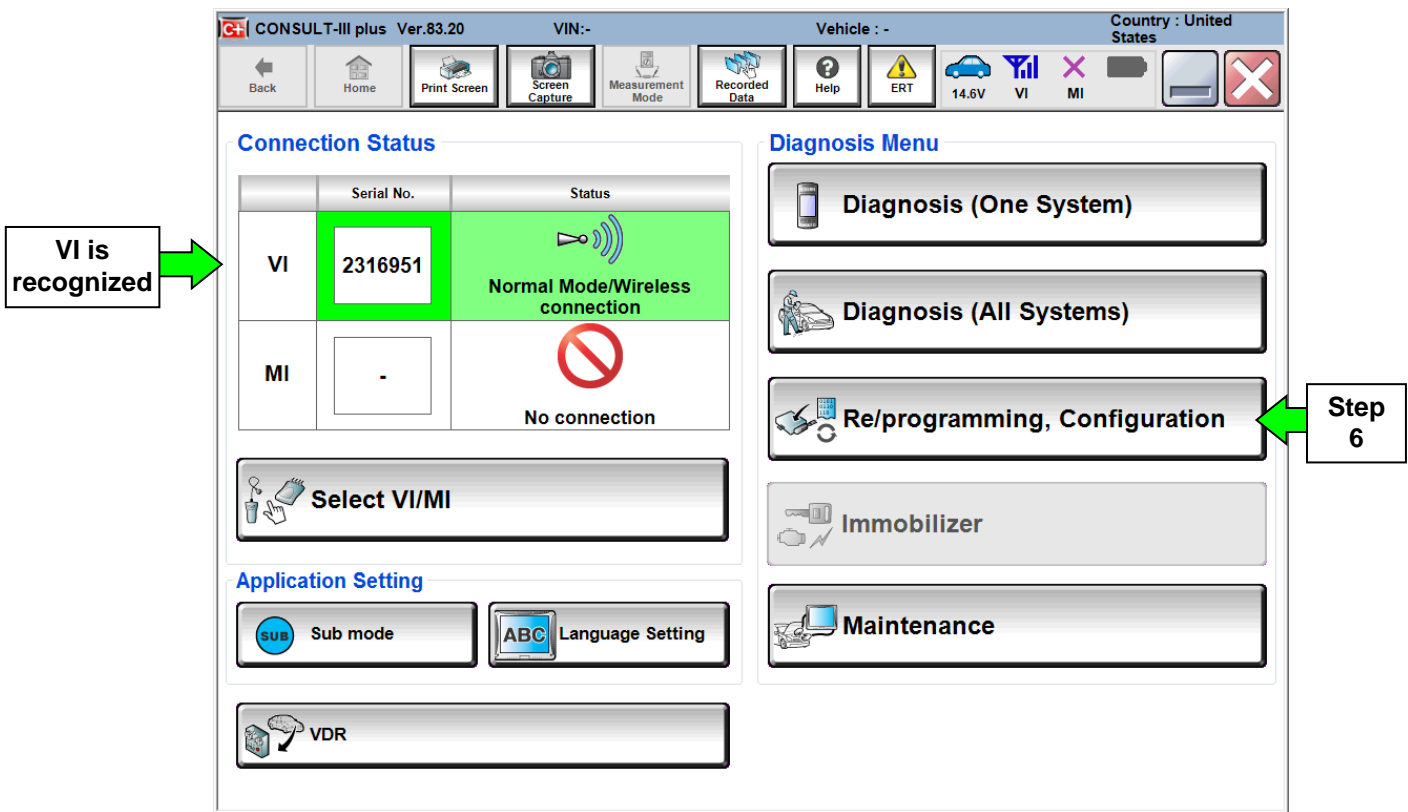 C+ CONSULT-III plus Ver.83.20 VIN:- Vehicle : - Country : United
States
Back
Home
Print Screen
Screen
Capture
Measurement
Mode
Recorded
Data
Help
ERT
14.6V
VI
MI
Connection Status
Serial No. Status
VI is
recognized
VI
2316951
Normal Mode/Wireless
connection
MI
-
No connection
Select VI/MI
Application Setting
SUB Sub mode
ABC Language Setting
VDR
Diagnosis Menu
Diagnosis (One System)
Diagnosis (All Systems)
Re/programming, Configuration
Step
6
Immobilizer
Maintenance